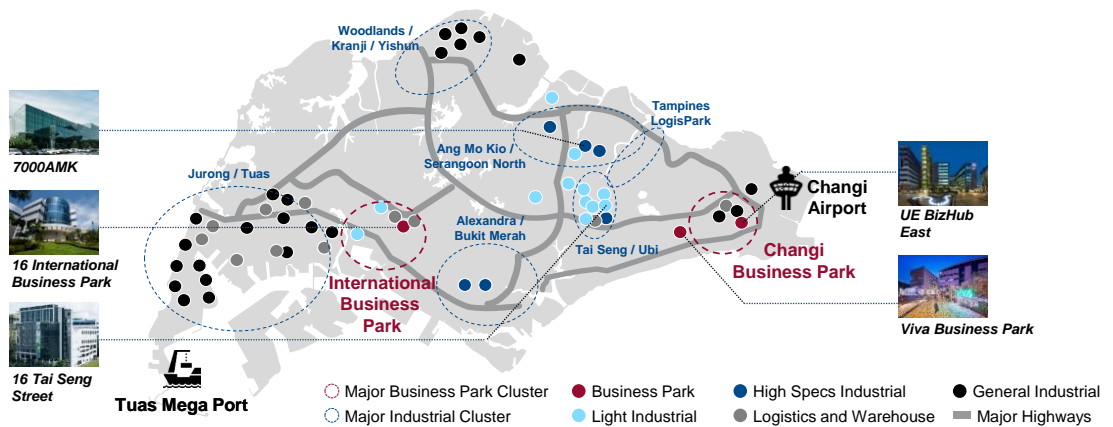 Woodlands /
Kranji / Yishun
Tampines
LogisPark
Ang Mo Kio /
Serangoon North
7000AMK
Jurong / Tuas
Changi
Airport
UE BizHub
East
Alexandra /
Bukit Merah
Tai Seng / Ubi
Changi
Business Park
16 International
Business Park
International
Business
Park
Viva Business Park
16 Tai Seng
Street
Tuas Mega Port
Major Business Park Cluster
Business Park
High Specs Industrial
General Industrial
Major Industrial Cluster
Light Industrial
Logistics and Warehouse
Major Highways